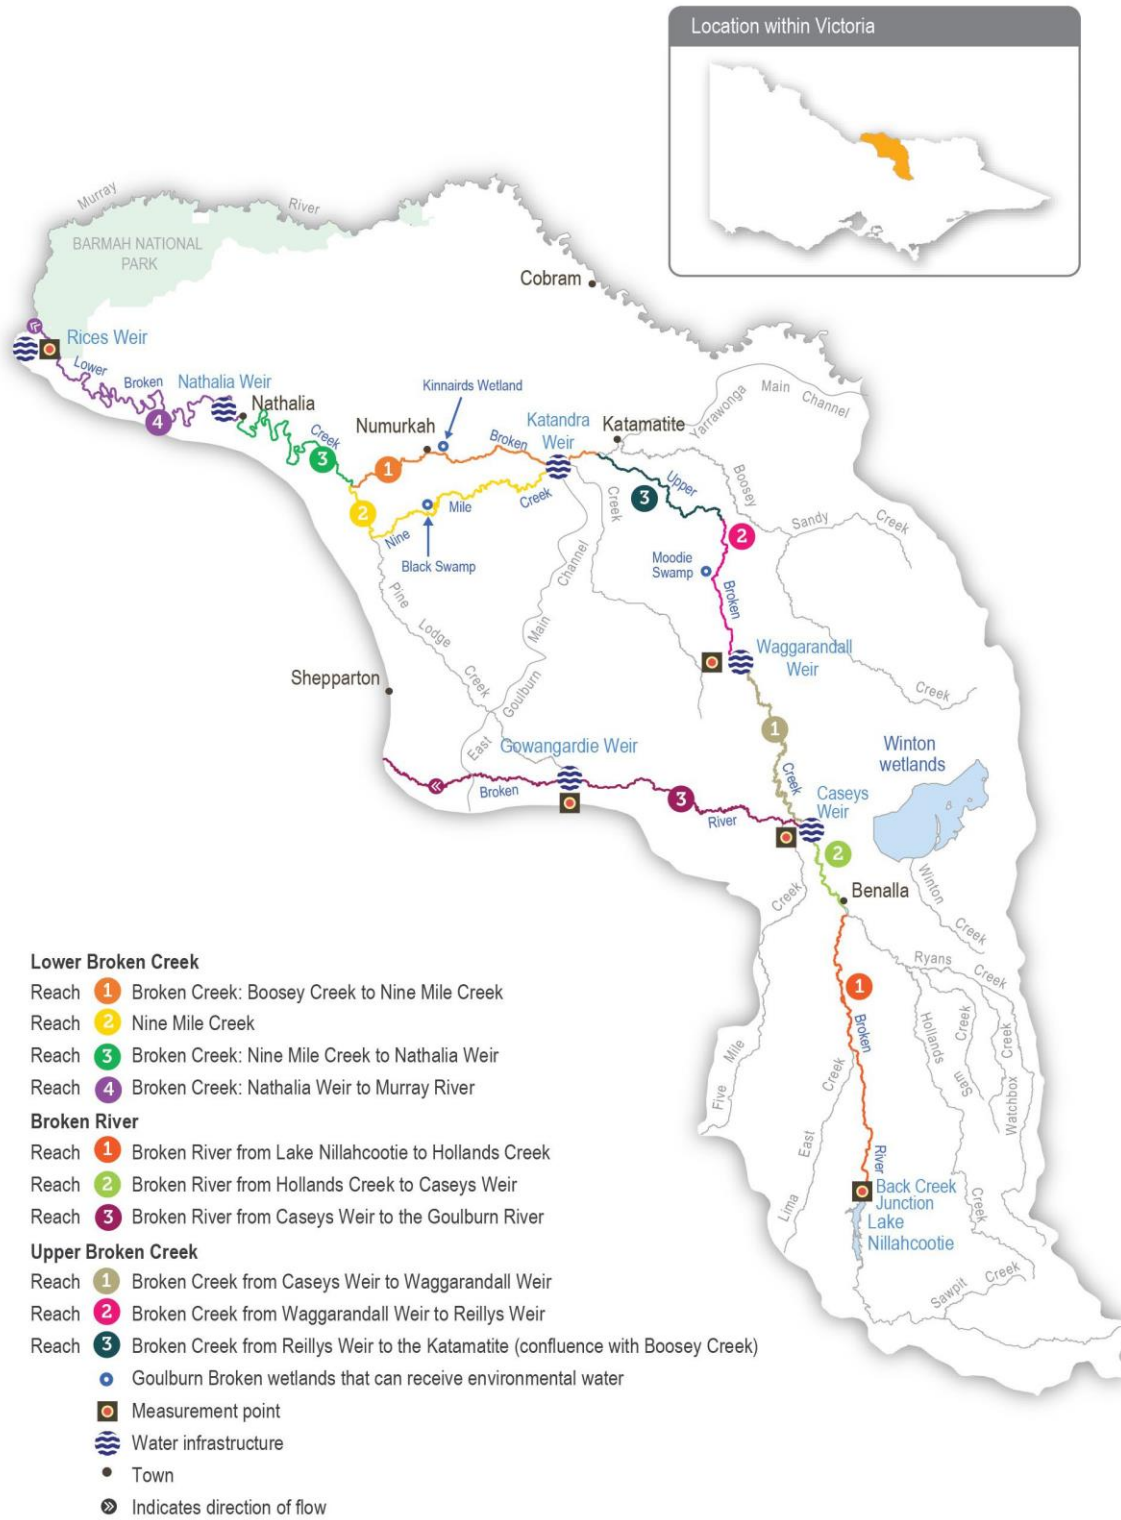 Location within Victoria
Murray
River
BARMAH NATIONAL
PARK
Cobram
Rices Weir
Lower
Broken
Nathalia Weir
Nathalia
4
Creek
3
Kinnairds Wetland
Numurkah
1
Broken
Katandra
Weir
Katamatite
Yarrawonga
Main
Channel
2
Nine
Mile
Creek
Black Swamp
Creek
Upper
3
Boosey
Sandy
Creek
2
Moodie
Swamp
Broken
Pine
Lodge
Creek
Channel
Main
Goulburn
East
Waggarandall
Weir
Creek
Shepparton
1
Creek
Gowangardie Weir
Winton
wetlands
Broken
3
River
Caseys
Weir
2
Creek
Benalla
Winton
Creek
Ryans
Creek
1
Broken
Hollands
Creek
Sam
Creek
Watchbox
Five
Mile
Creek
East
Lima
River
Back Creek
Junction
Lake
Nillahcootie
Creek
Sawpit
Creek
Lower Broken Creek
Reach 1 Broken Creek: Boosey Creek to Nine Mile Creek
Reach 2 Nine Mile Creek
Reach 3 Broken Creek: Nine Mile Creek to Nathalia Weir
Reach 4 Broken Creek: Nathalia Weir to Murray River
Broken River
Reach 1 Broken River from Lake Nillahcootie to Hollands Creek
Reach 2 Broken River from Hollands Creek to Caseys Weir
Reach 3 Broken River from Caseys Weir to the Goulburn River
Upper Broken Creek
Reach 1 Broken Creek from Caseys Weir to Waggarandall Weir
Reach 2 Broken Creek from Waggarandall Weir to Reillys Weir
Reach 3 Broken Creek from Reillys Weir to the Katamatite (confluence with Boosey Creek)
Goulburn Broken wetlands that can receive environmental water
Measurement point
Water infrastructure
Town
Indicates direction of flow